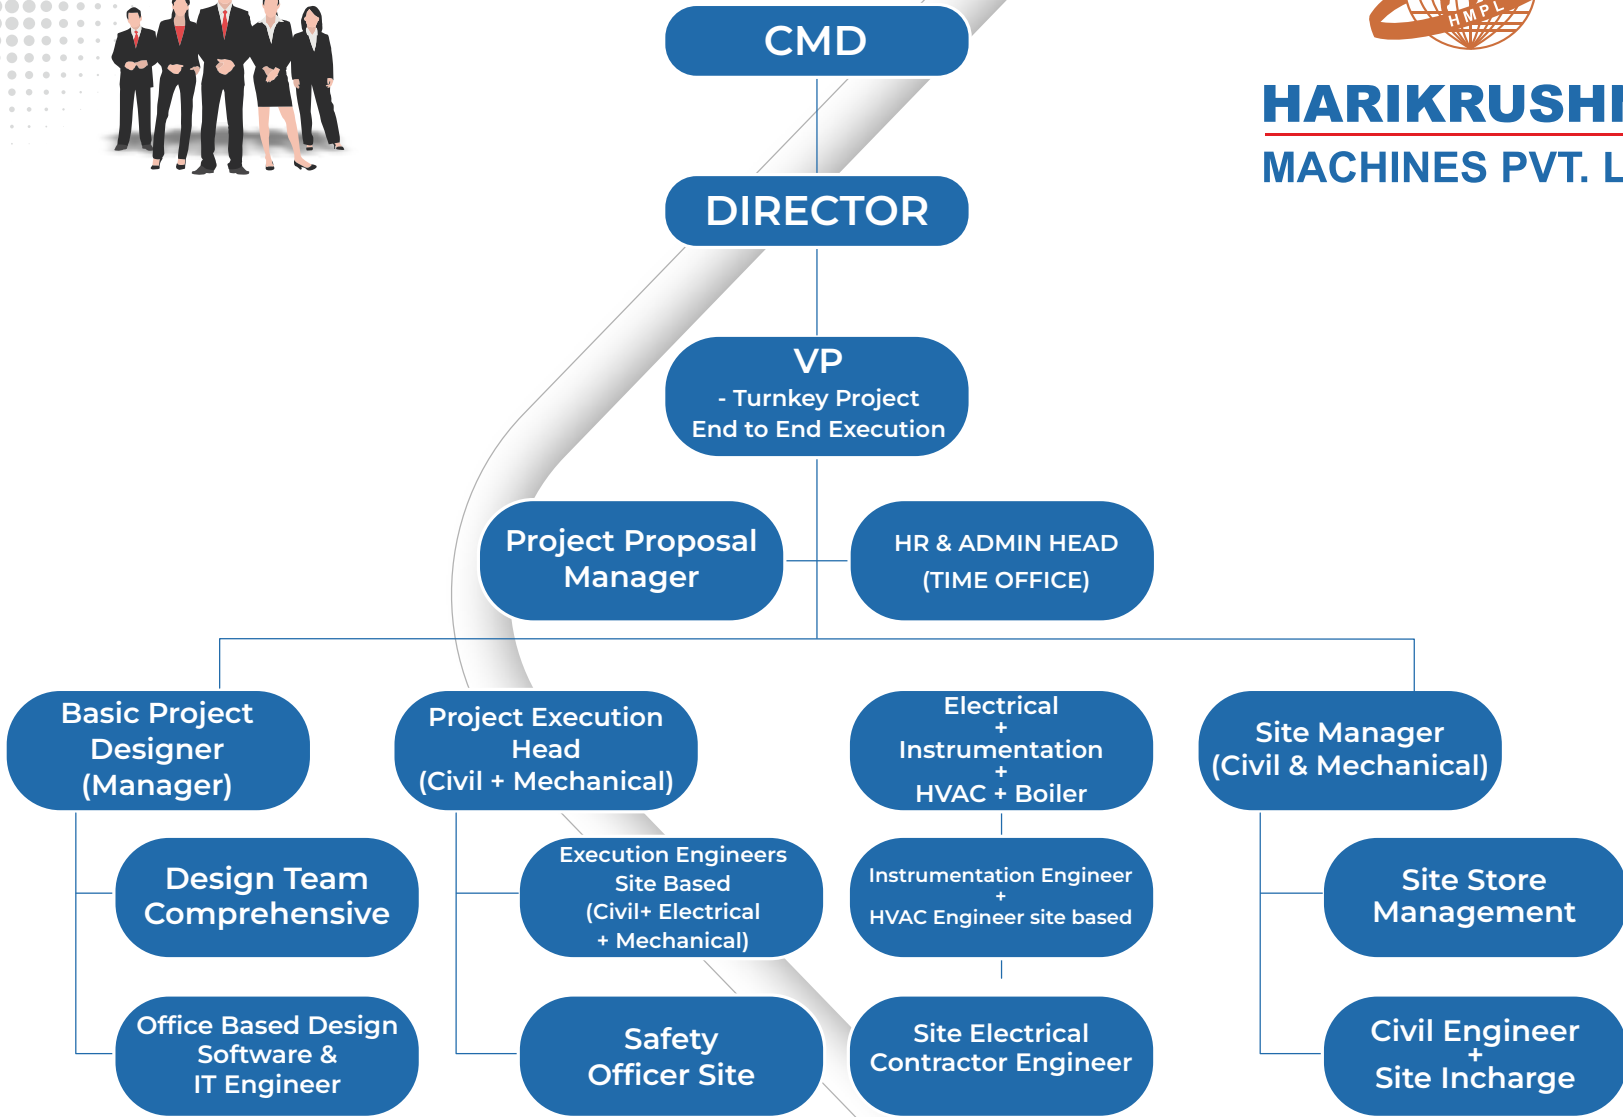 HMPL
HARIKRUSHN
MACHINES PVT. L
CMD
DIRECTOR
VP
- Turnkey Project
End to End Execution
Project Proposal
Manager
HR & ADMIN HEAD
(TIME OFFICE)
Basic Project
Designer
(Manager)
Project Execution
Head
(Civil + Mechanical)
Electrical
+
Instrumentation
+
HVAC + Boiler
Site Manager
(Civil & Mechanical)
Design Team
Comprehensive
Execution Engineers
Site Based
(Civil+ Electrical
+ Mechanical)
Instrumentation Engineer
+
HVAC Engineer site based
Site Store
Management
Office Based Design
Software &
IT Engineer
Safety
Officer Site
Site Electrical
Contractor Engineer
Civil Engineer
+
Site Incharge